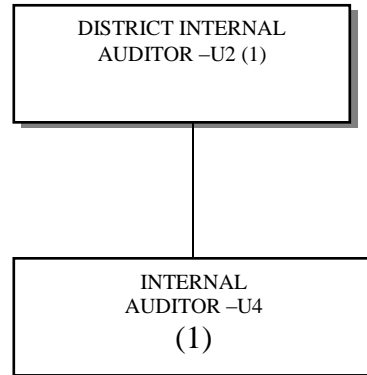 DISTRICT INTERNAL
AUDITOR –U2 (1)
INTERNAL
AUDITOR –U4
(1)